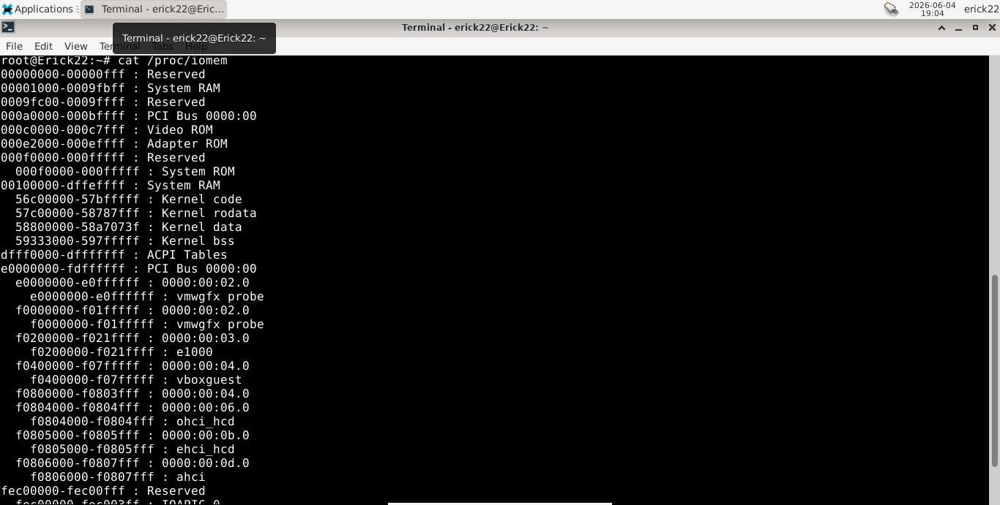 Applications
Terminal - erick22@Eric...
2026-06-04
19:04
erick22
Terminal - erick22@Erick22: ~
Terminal - erick22@Erick22: ~
File Edit View Terminal Tabs Help
root@Erick22:~# cat /proc/iomem
00000000-00000fff : Reserved
00001000-0009fbff : System RAM
0009fc00-0009ffff : Reserved
000a0000-000bffff : PCI Bus 0000:00
000c0000-000c7fff : Video ROM
000e2000-000effff : Adapter ROM
000f0000-000fffff : Reserved
  000f0000-000fffff : System ROM
00100000-dffeffff : System RAM
  56c00000-57bfffff : Kernel code
  57c00000-58787fff : Kernel rodata
  58800000-58a7073f : Kernel data
  59333000-597fffff : Kernel bss
dfff0000-dfffffff : ACPI Tables
e0000000-fdffffff : PCI Bus 0000:00
  e0000000-e0ffffff : 0000:00:02.0
    e0000000-e0ffffff : vmwgfx probe
  f0000000-f01fffff : 0000:00:02.0
    f0000000-f01fffff : vmwgfx probe
  f0200000-f021ffff : 0000:00:03.0
    f0200000-f021ffff : e1000
  f0400000-f07fffff : 0000:00:04.0
    f0400000-f07fffff : vboxguest
  f0800000-f0803fff : 0000:00:04.0
  f0804000-f0804fff : 0000:00:06.0
    f0804000-f0804fff : ohci_hcd
  f0805000-f0805fff : 0000:00:0b.0
    f0805000-f0805fff : ehci_hcd
  f0806000-f0807fff : 0000:00:0d.0
    f0806000-f0807fff : ahci
fec00000-fec00fff : Reserved
  fec00000-fec003ff : IOAPIC 0